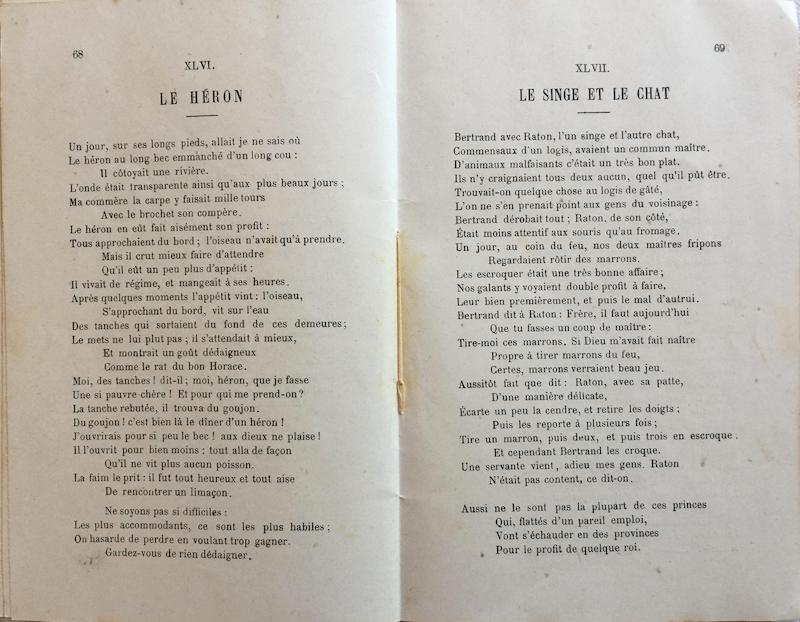 68
XLVI.
LE HÉRON
Un jour, sur ses longs pieds, allait je ne sais où
Le héron au long bec emmanché d'un long cou :
Il côtoyait une rivière.
L'onde était transparente ainsi qu'aux plus beaux jours ;
Ma commère la carpe y faisait mille tours
Avec le brochet son compère.
Le héron en eût fait aisément son profit :
Tous approchaient du bord ; l'oiseau n'avait qu'à prendre.
Mais il crut mieux faire d'attendre
Qu'il eût un peu plus d'appétit :
Il vivait de régime, et mangeait à ses heures.
Après quelques moments l'appétit vint : l'oiseau,
S'approchant du bord, vit sur l'eau
Des tanches qui sortaient du fond de ces demeures ;
Le mets ne lui plut pas ; il s'attendait à mieux,
Et montrait un goût dédaigneux
Comme le rat du bon Horace.
Moi, des tanches ! dit-il ; moi, héron, que je fasse
Une si pauvre chère ! Et pour qui me prend-on ?
La tanche rebutée, il trouva du goujon.
Du goujon ! c'est bien là le dîner d'un héron !
J'ouvrirais pour si peu le bec ! aux dieux ne plaise !
Il l'ouvrit pour bien moins : tout alla de façon
Qu'il ne vit plus aucun poisson.
La faim le prit : il fut tout heureux et tout aise
De rencontrer un limaçon.
Ne soyons pas si difficiles :
Les plus accommodants, ce sont les plus habiles ;
On hasarde de perdre en voulant trop gagner.
Gardez-vous de rien dédaigner.
69
XLVII.
LE SINGE ET LE CHAT
Bertrand avec Raton, l'un singe et l'autre chat,
Commensaux d'un logis, avaient un commun maître.
D'animaux malfaisants c'était un très bon plat.
Ils n'y craignaient tous deux aucun, quel qu'il pût être.
Trouvait-on quelque chose au logis de gâté,
L'on ne s'en prenait point aux gens du voisinage :
Bertrand dérobait tout ; Raton, de son côté,
Était moins attentif aux souris qu'au fromage.
Un jour, au coin du feu, nos deux maîtres fripons
Regardaient rôtir des marrons.
Les escroquer était une très bonne affaire ;
Nos galants y voyaient double profit à faire,
Leur bien premièrement, et puis le mal d'autrui.
Bertrand dit à Raton : Frère, il faut aujourd'hui
Que tu fasses un coup de maître :
Tire-moi ces marrons. Si Dieu m'avait fait naître
Propre à tirer marrons du feu,
Certes, marrons verraient beau jeu.
Aussitôt fait que dit : Raton, avec sa patte,
D'une manière délicate,
Écarte un peu la cendre, et retire les doigts ;
Puis les reporte à plusieurs fois ;
Tire un marron, puis deux, et puis trois en escroque ;
Et cependant Bertrand les croque.
Une servante vient, adieu mes gens. Raton
N'était pas content, ce dit-on.
Aussi ne le sont pas la plupart de ces princes
Qui, flattés d'un pareil emploi,
Vont s'échauder en des provinces
Pour le profit de quelque roi.